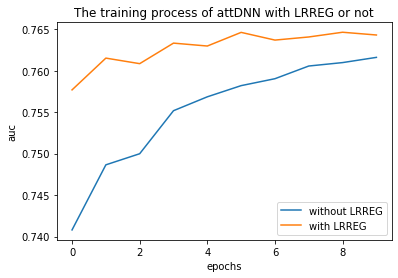 The training process of attDNN with LRREG or not
0.765
0.760
0.755
0.750
0.745
0.740
auc
0 2 4 6 8
epochs
without LRREG
with LRREG